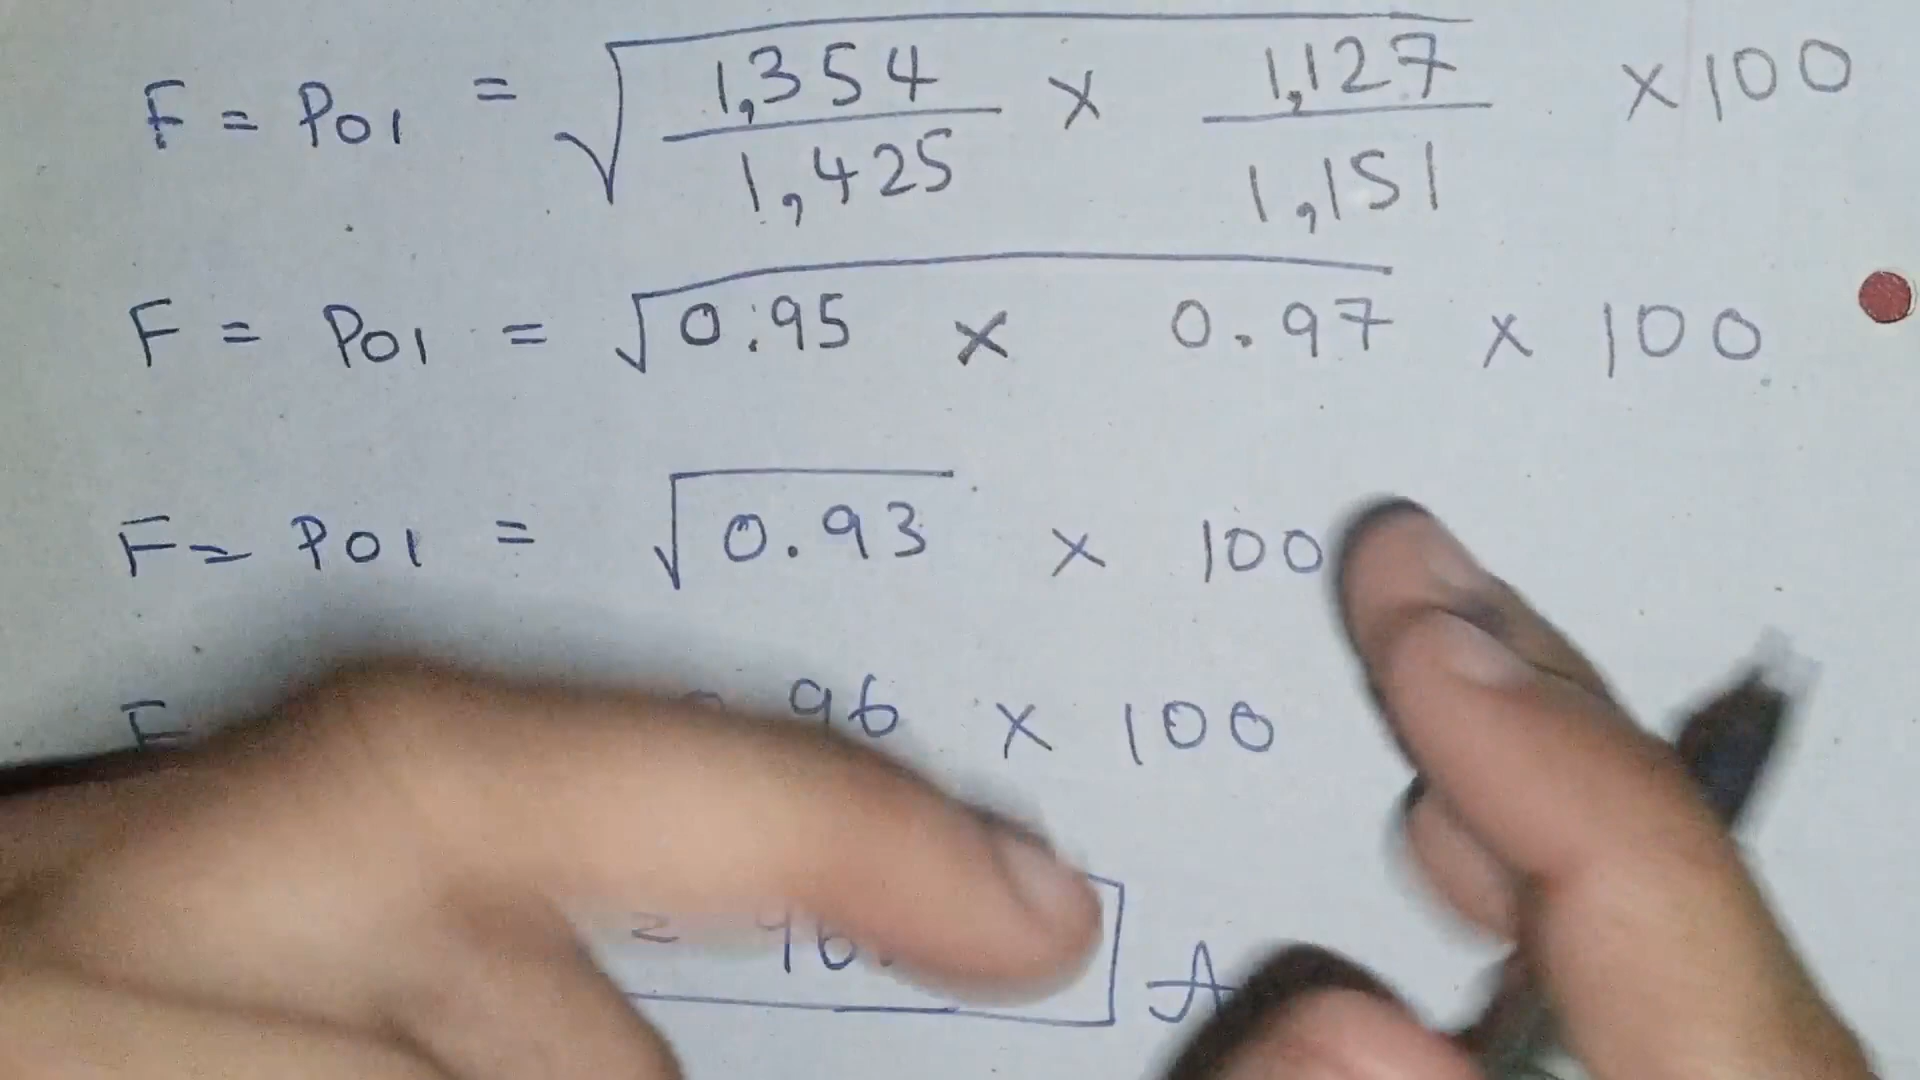 F = P01 = √ 1,354 / 1,425 × 1,127 / 1,151 × 100
F = P01 = √ 0.95 × 0.97 × 100
F = P01 = √ 0.93 × 100
F 96 × 100
= 96.
A